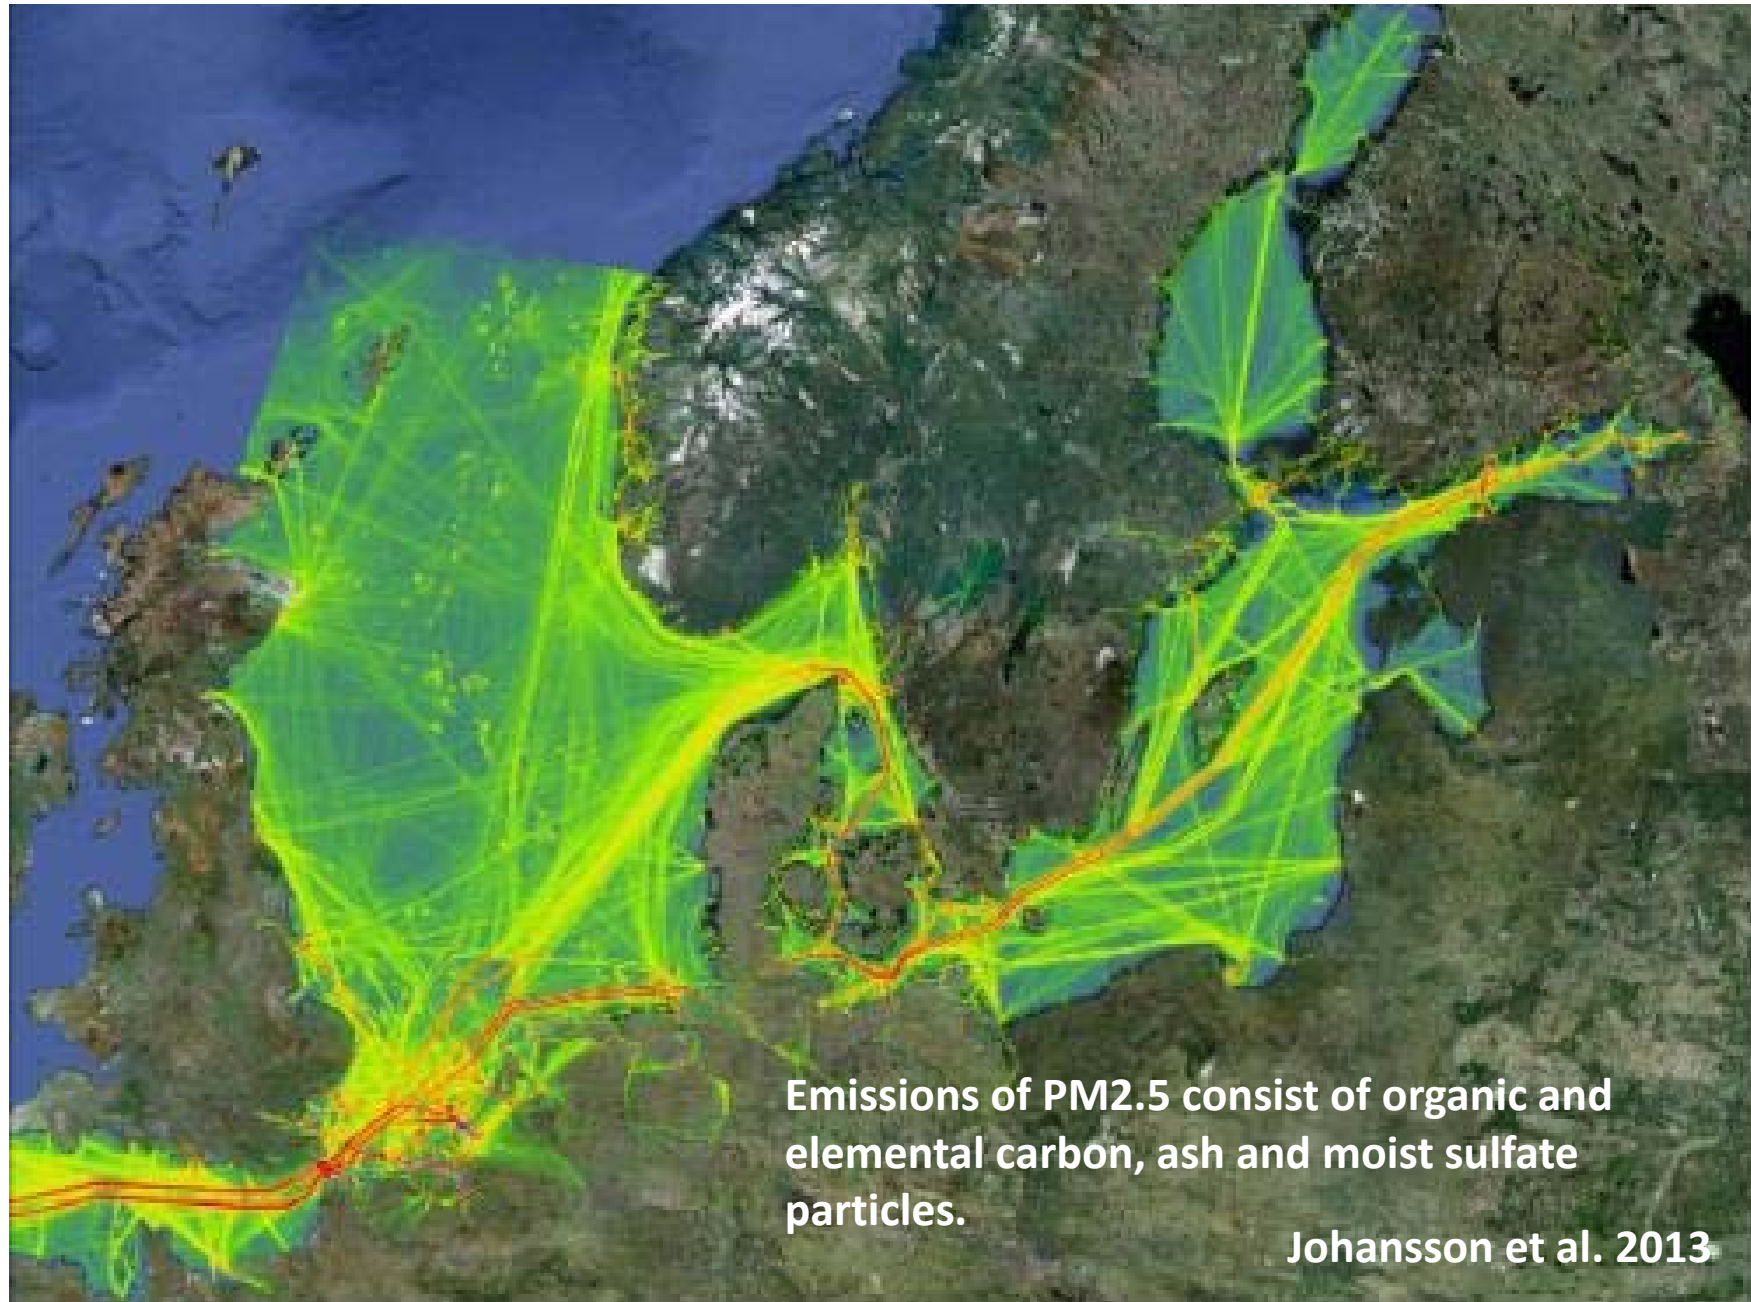 Emissions of PM2.5 consist of organic and
elemental carbon, ash and moist sulfate
particles.
Johansson et al. 2013